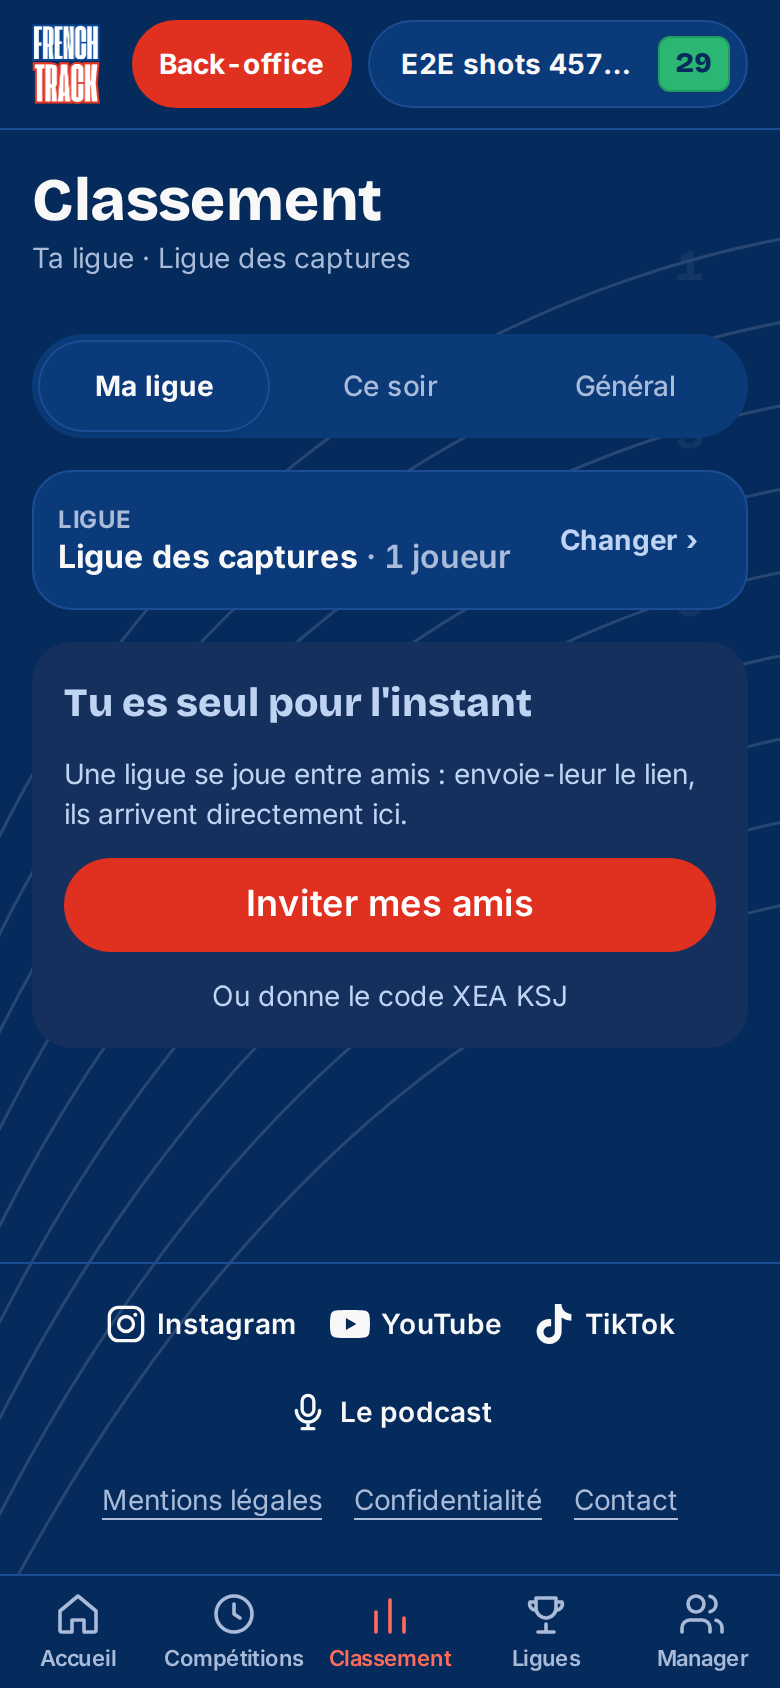 FRENCH
TRACK
Back-office
E2E shots 457...
29
Classement
Ta ligue · Ligue des captures
1
Ma ligue
Ce soir
Général
LIGUE
Ligue des captures · 1 joueur
Changer ›
Tu es seul pour l'instant
Une ligue se joue entre amis : envoie-leur le lien,
ils arrivent directement ici.
Inviter mes amis
Ou donne le code XEA KSJ
Instagram
YouTube
TikTok
Le podcast
Mentions légales
Confidentialité
Contact
Accueil
Compétitions
Classement
Ligues
Manager